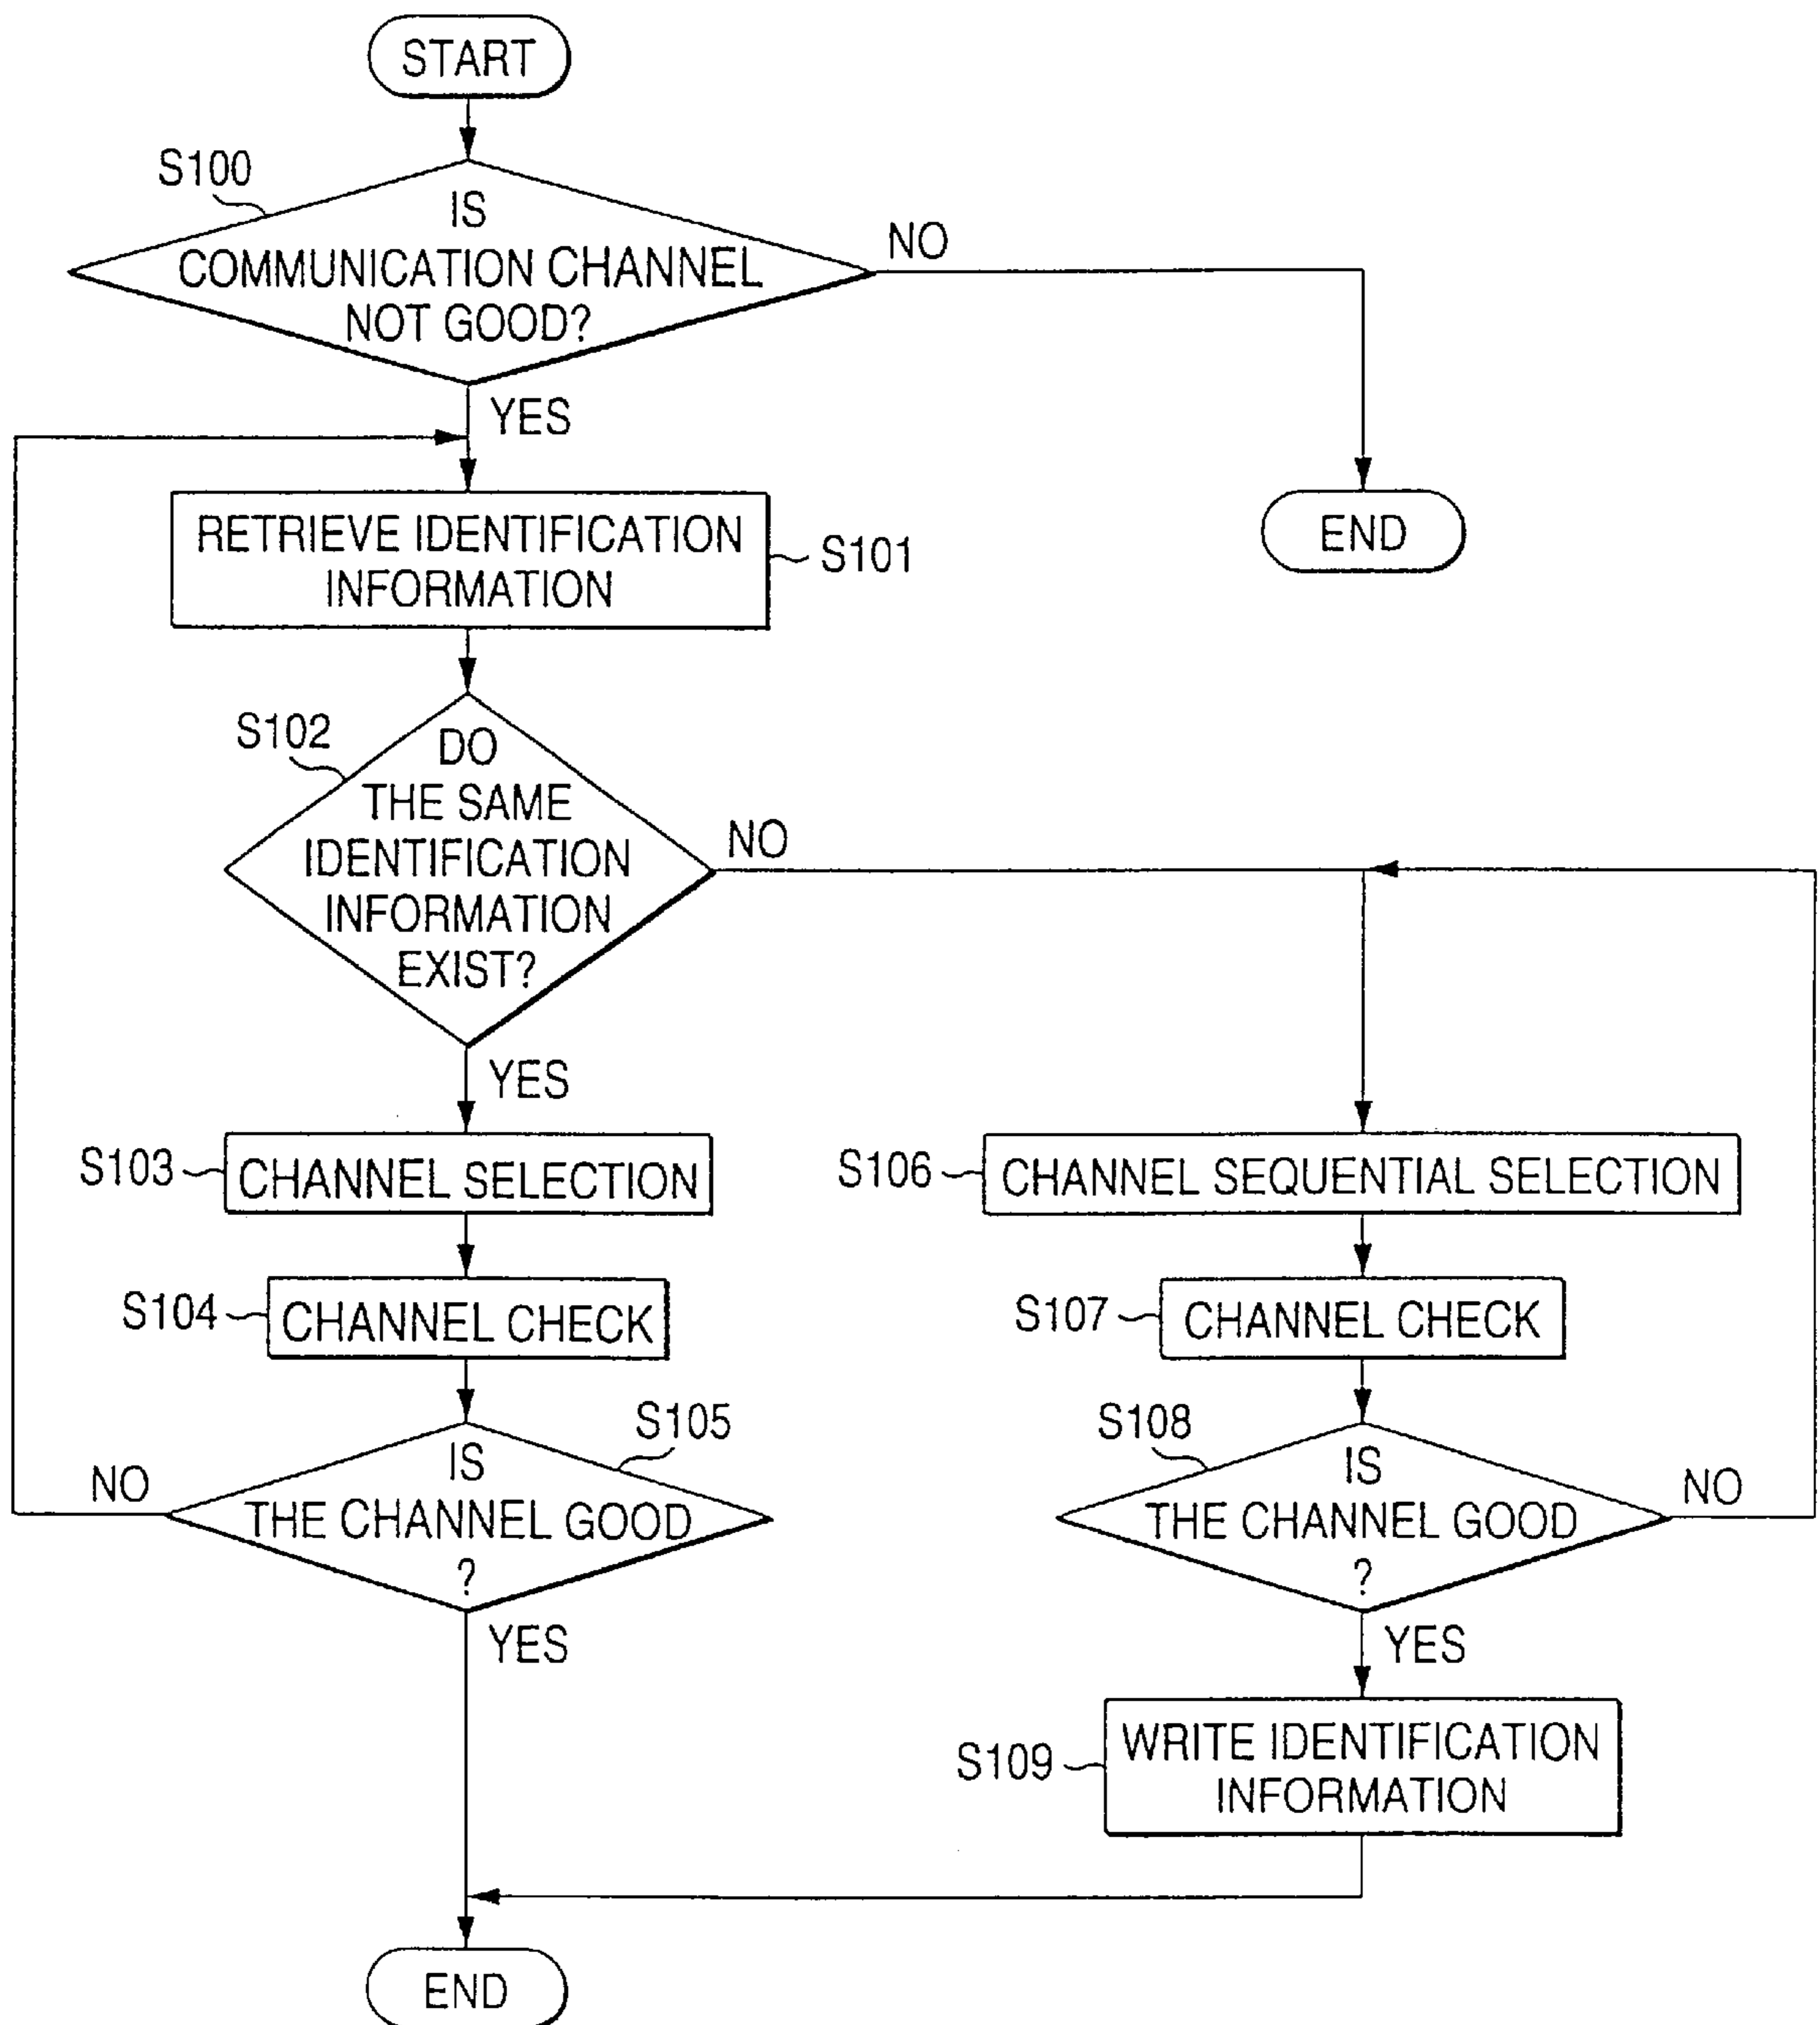 START
S100
IS
COMMUNICATION CHANNEL
NOT GOOD?
NO
YES
RETRIEVE IDENTIFICATION
INFORMATION
S101
END
S102
DO
THE SAME
IDENTIFICATION
INFORMATION
EXIST?
NO
YES
S103
CHANNEL SELECTION
S106
CHANNEL SEQUENTIAL SELECTION
S104
CHANNEL CHECK
S107
CHANNEL CHECK
S105
IS
THE CHANNEL GOOD
?
NO
YES
S108
IS
THE CHANNEL GOOD
?
NO
YES
S109
WRITE IDENTIFICATION
INFORMATION
END